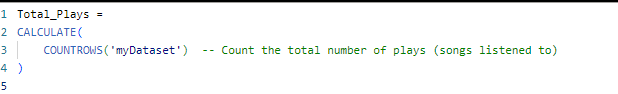 1 Total_Plays =
2 CALCULATE(
3     COUNTROWS('myDataset')  -- Count the total number of plays (songs listened to)
4 )
5